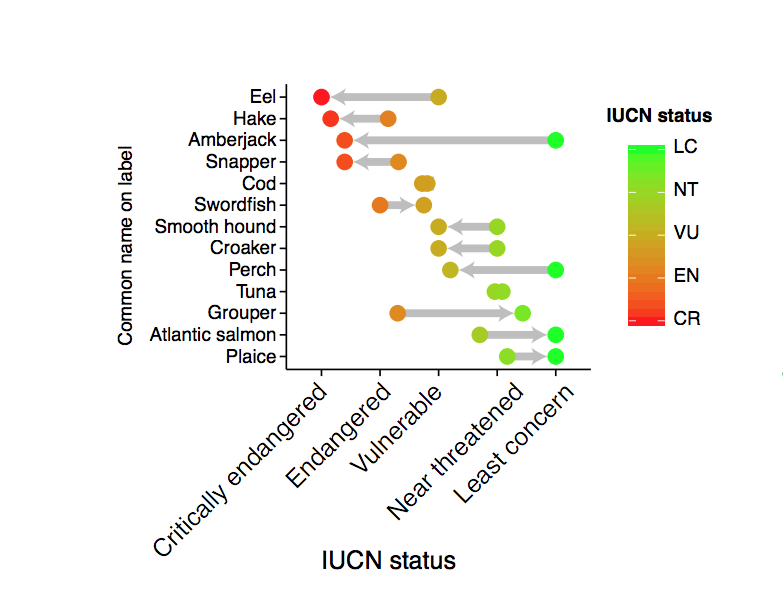 Eel
Hake
Amberjack
Snapper
Cod
Swordfish
Smooth hound
Croaker
Perch
Tuna
Grouper
Atlantic salmon
Plaice
Common name on label
Critically endangered
Endangered
Vulnerable
Near threatened
Least concern
IUCN status
IUCN status
LC
NT
VU
EN
CR